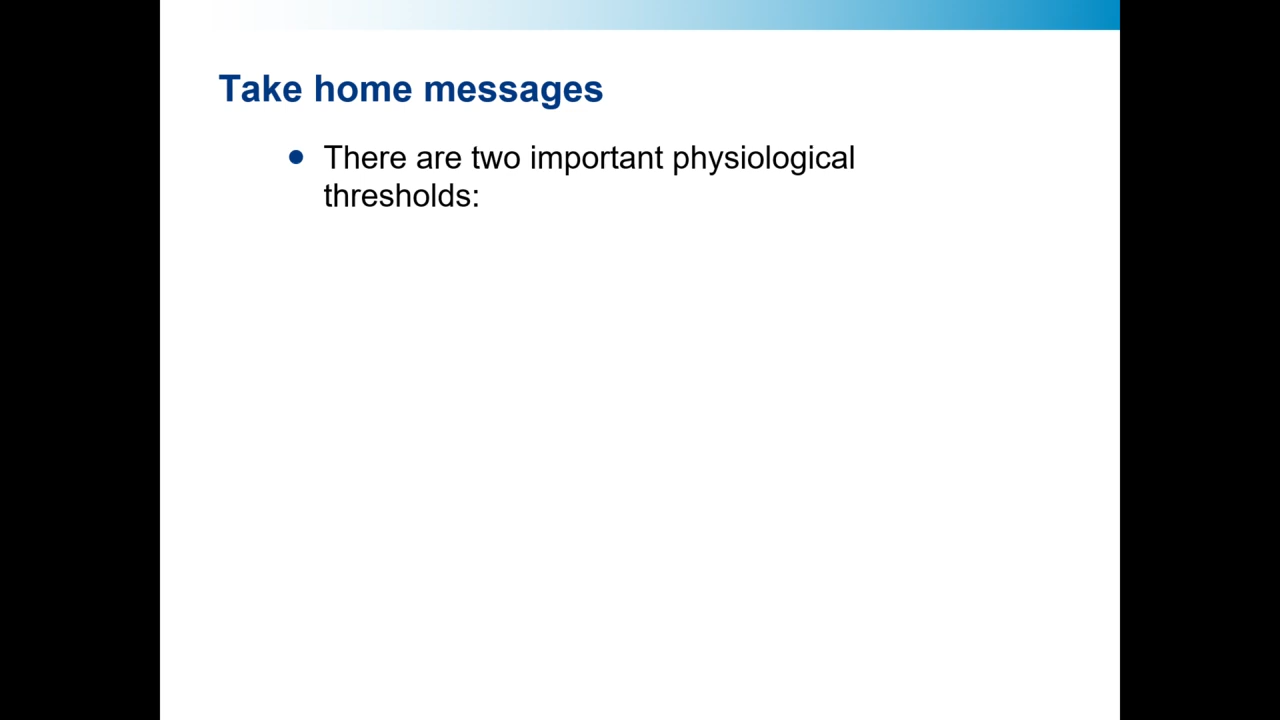 Take home messages
There are two important physiological
thresholds: